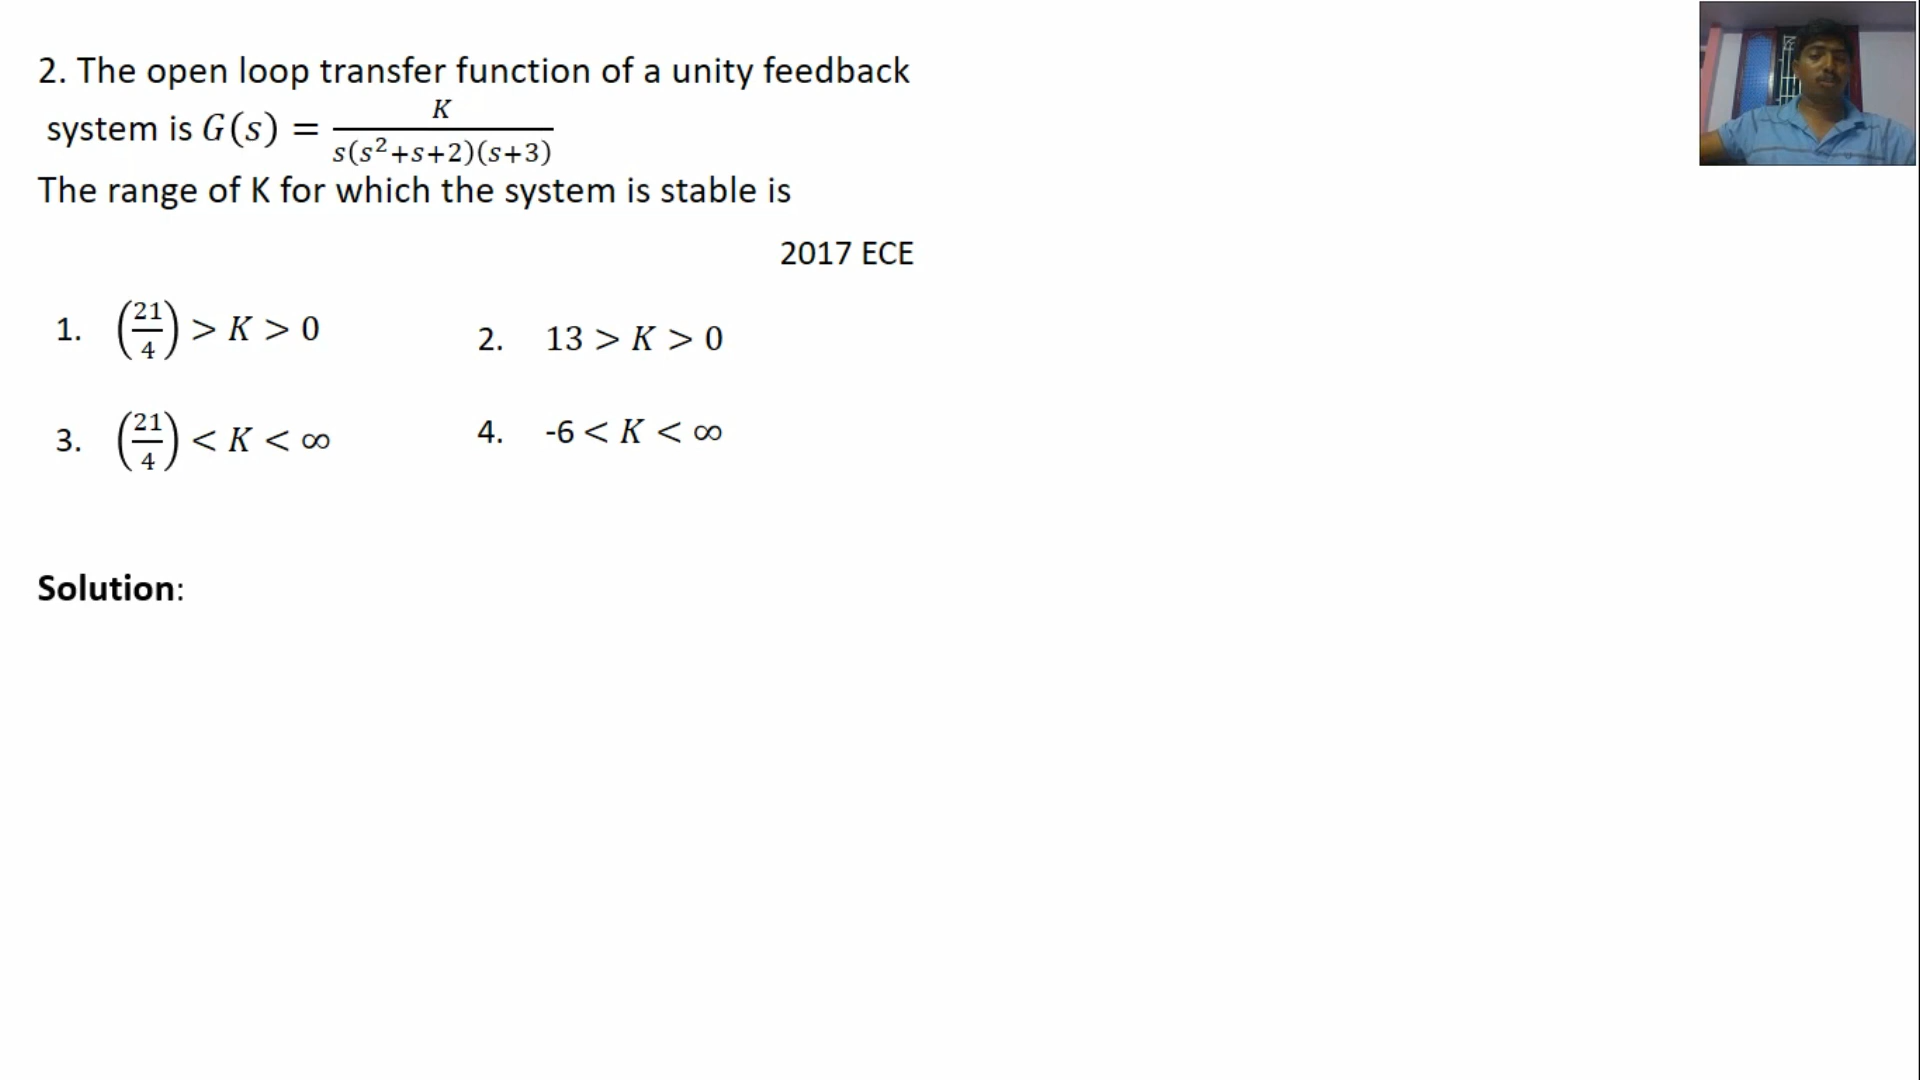 2. The open loop transfer function of a unity feedback
system is G(s) = K / s(s²+s+2)(s+3)
The range of K for which the system is stable is
2017 ECE
1. (21/4) > K > 0
2. 13 > K > 0
3. (21/4) < K < ∞
4. -6 < K < ∞
Solution: